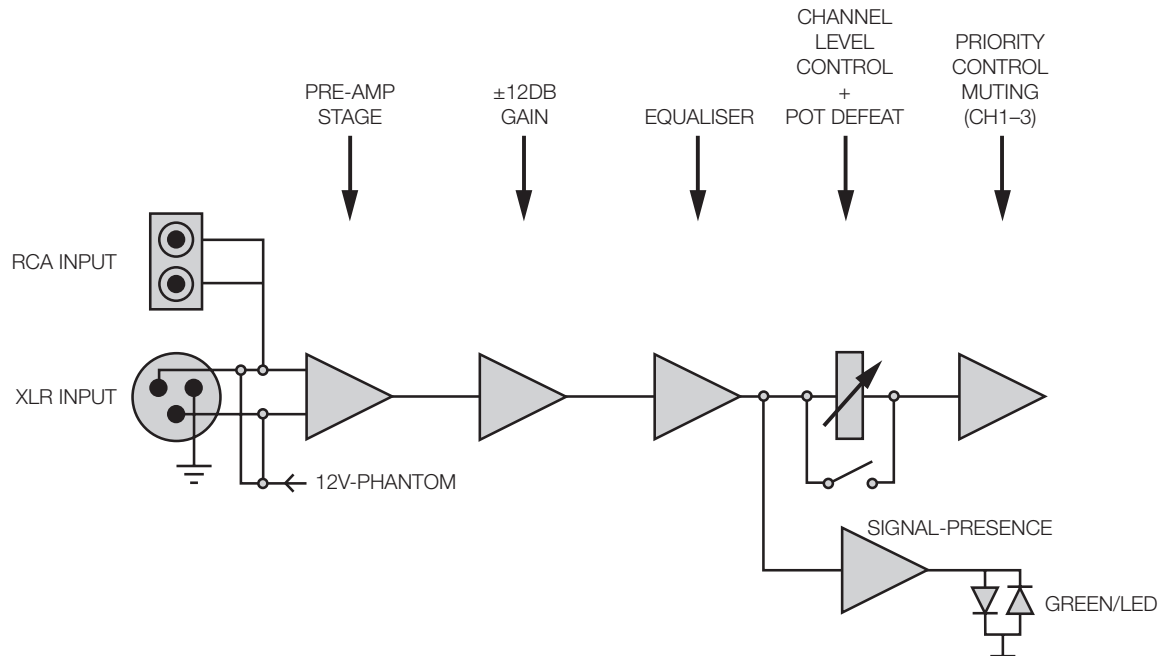 CHANNEL
LEVEL
CONTROL
+
POT DEFEAT
PRIORITY
CONTROL
MUTING
(CH1–3)
PRE-AMP
STAGE
±12DB
GAIN
EQUALISER
RCA INPUT
XLR INPUT
12V-PHANTOM
SIGNAL-PRESENCE
GREEN/LED